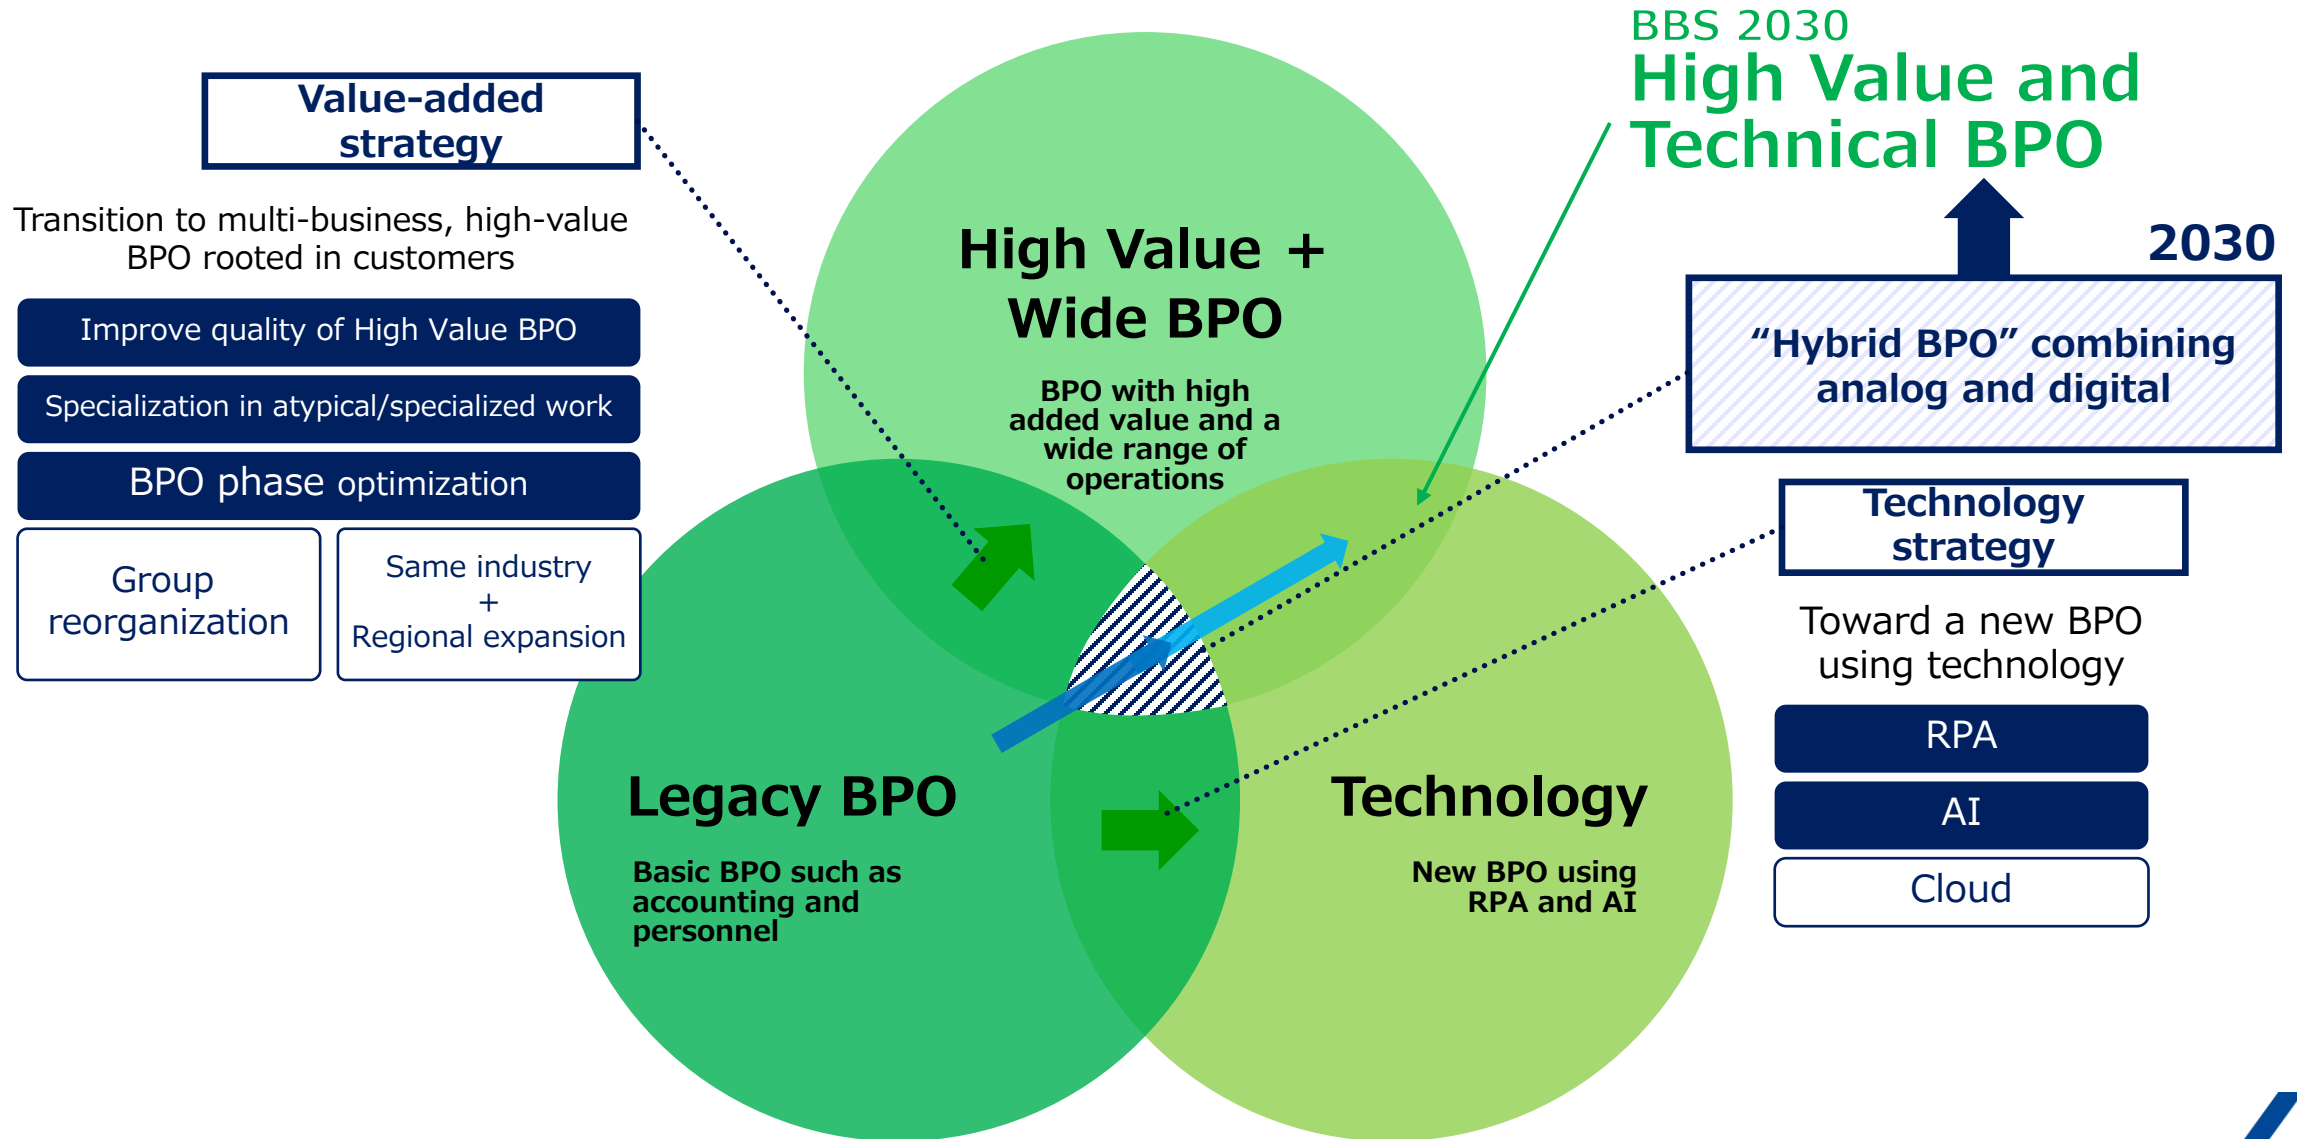 BBS 2030
High Value and
Technical BPO
Value-added
strategy
Transition to multi-business, high-value
BPO rooted in customers
Improve quality of High Value BPO
Specialization in atypical/specialized work
BPO phase optimization
Group
reorganization
Same industry
+
Regional expansion
High Value +
Wide BPO
BPO with high
added value and a
wide range of
operations
Legacy BPO
Basic BPO such as
accounting and
personnel
Technology
New BPO using
RPA and AI
2030
“Hybrid BPO” combining
analog and digital
Technology
strategy
Toward a new BPO
using technology
RPA
AI
Cloud